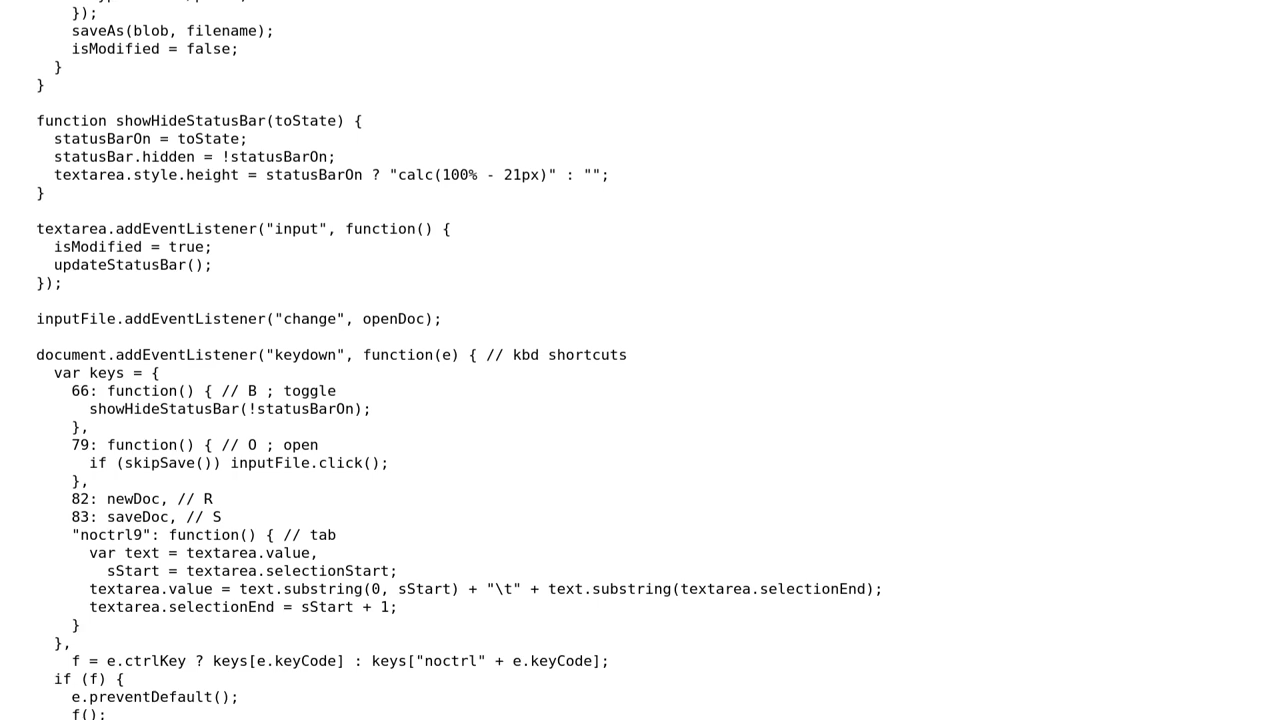 });
saveAs(blob, filename);
isModified = false;
}
}
function showHideStatusBar(toState) {
statusBarOn = toState;
statusBar.hidden = !statusBarOn;
textarea.style.height = statusBarOn ? "calc(100% - 21px)" : "";
}
textarea.addEventListener("input", function() {
isModified = true;
updateStatusBar();
});
inputFile.addEventListener("change", openDoc);
document.addEventListener("keydown", function(e) { // kbd shortcuts
var keys = {
66: function() { // B ; toggle
showHideStatusBar(!statusBarOn);
},
79: function() { // O ; open
if (skipSave()) inputFile.click();
},
82: newDoc, // R
83: saveDoc, // S
"noctrl9": function() { // tab
var text = textarea.value,
sStart = textarea.selectionStart;
textarea.value = text.substring(0, sStart) + "\t" + text.substring(textarea.selectionEnd);
textarea.selectionEnd = sStart + 1;
}
},
f = e.ctrlKey ? keys[e.keyCode] : keys["noctrl" + e.keyCode];
if (f) {
e.preventDefault();
f();